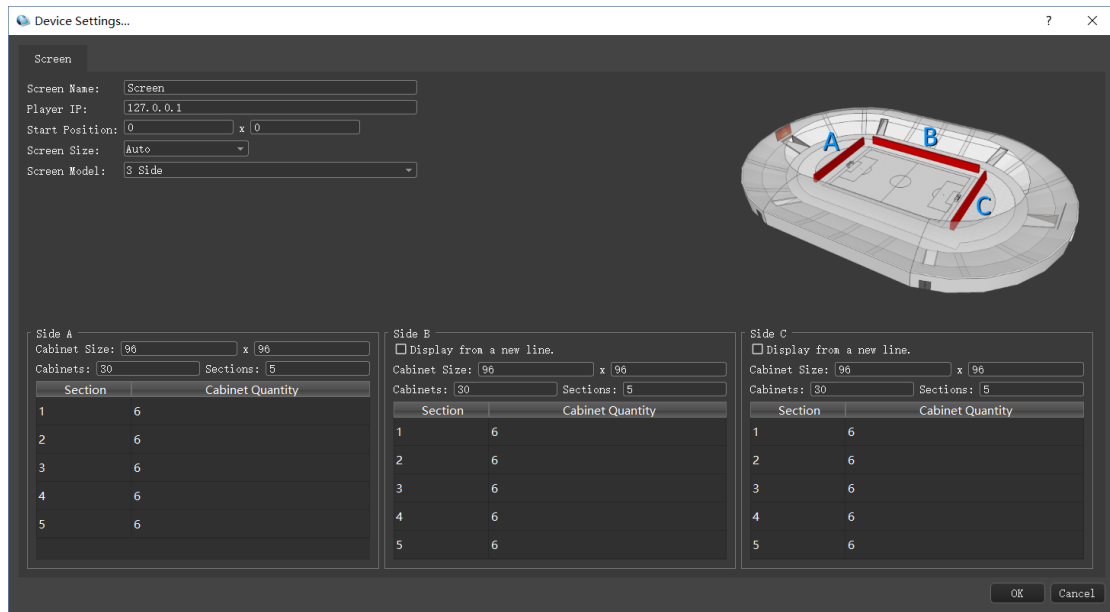 Device Settings...
?
Screen
Screen Name: Screen
Player IP: 127.0.0.1
Start Position: 0 x 0
Screen Size: Auto
Screen Model: 3 Side
A
B
C
Side A
Cabinet Size: 96 x 96
Cabinets: 30 Sections: 5
Section Cabinet Quantity
1 6
2 6
3 6
4 6
5 6
Side B
Display from a new line.
Cabinet Size: 96 x 96
Cabinets: 30 Sections: 5
Section Cabinet Quantity
1 6
2 6
3 6
4 6
5 6
Side C
Display from a new line.
Cabinet Size: 96 x 96
Cabinets: 30 Sections: 5
Section Cabinet Quantity
1 6
2 6
3 6
4 6
5 6
OK Cancel